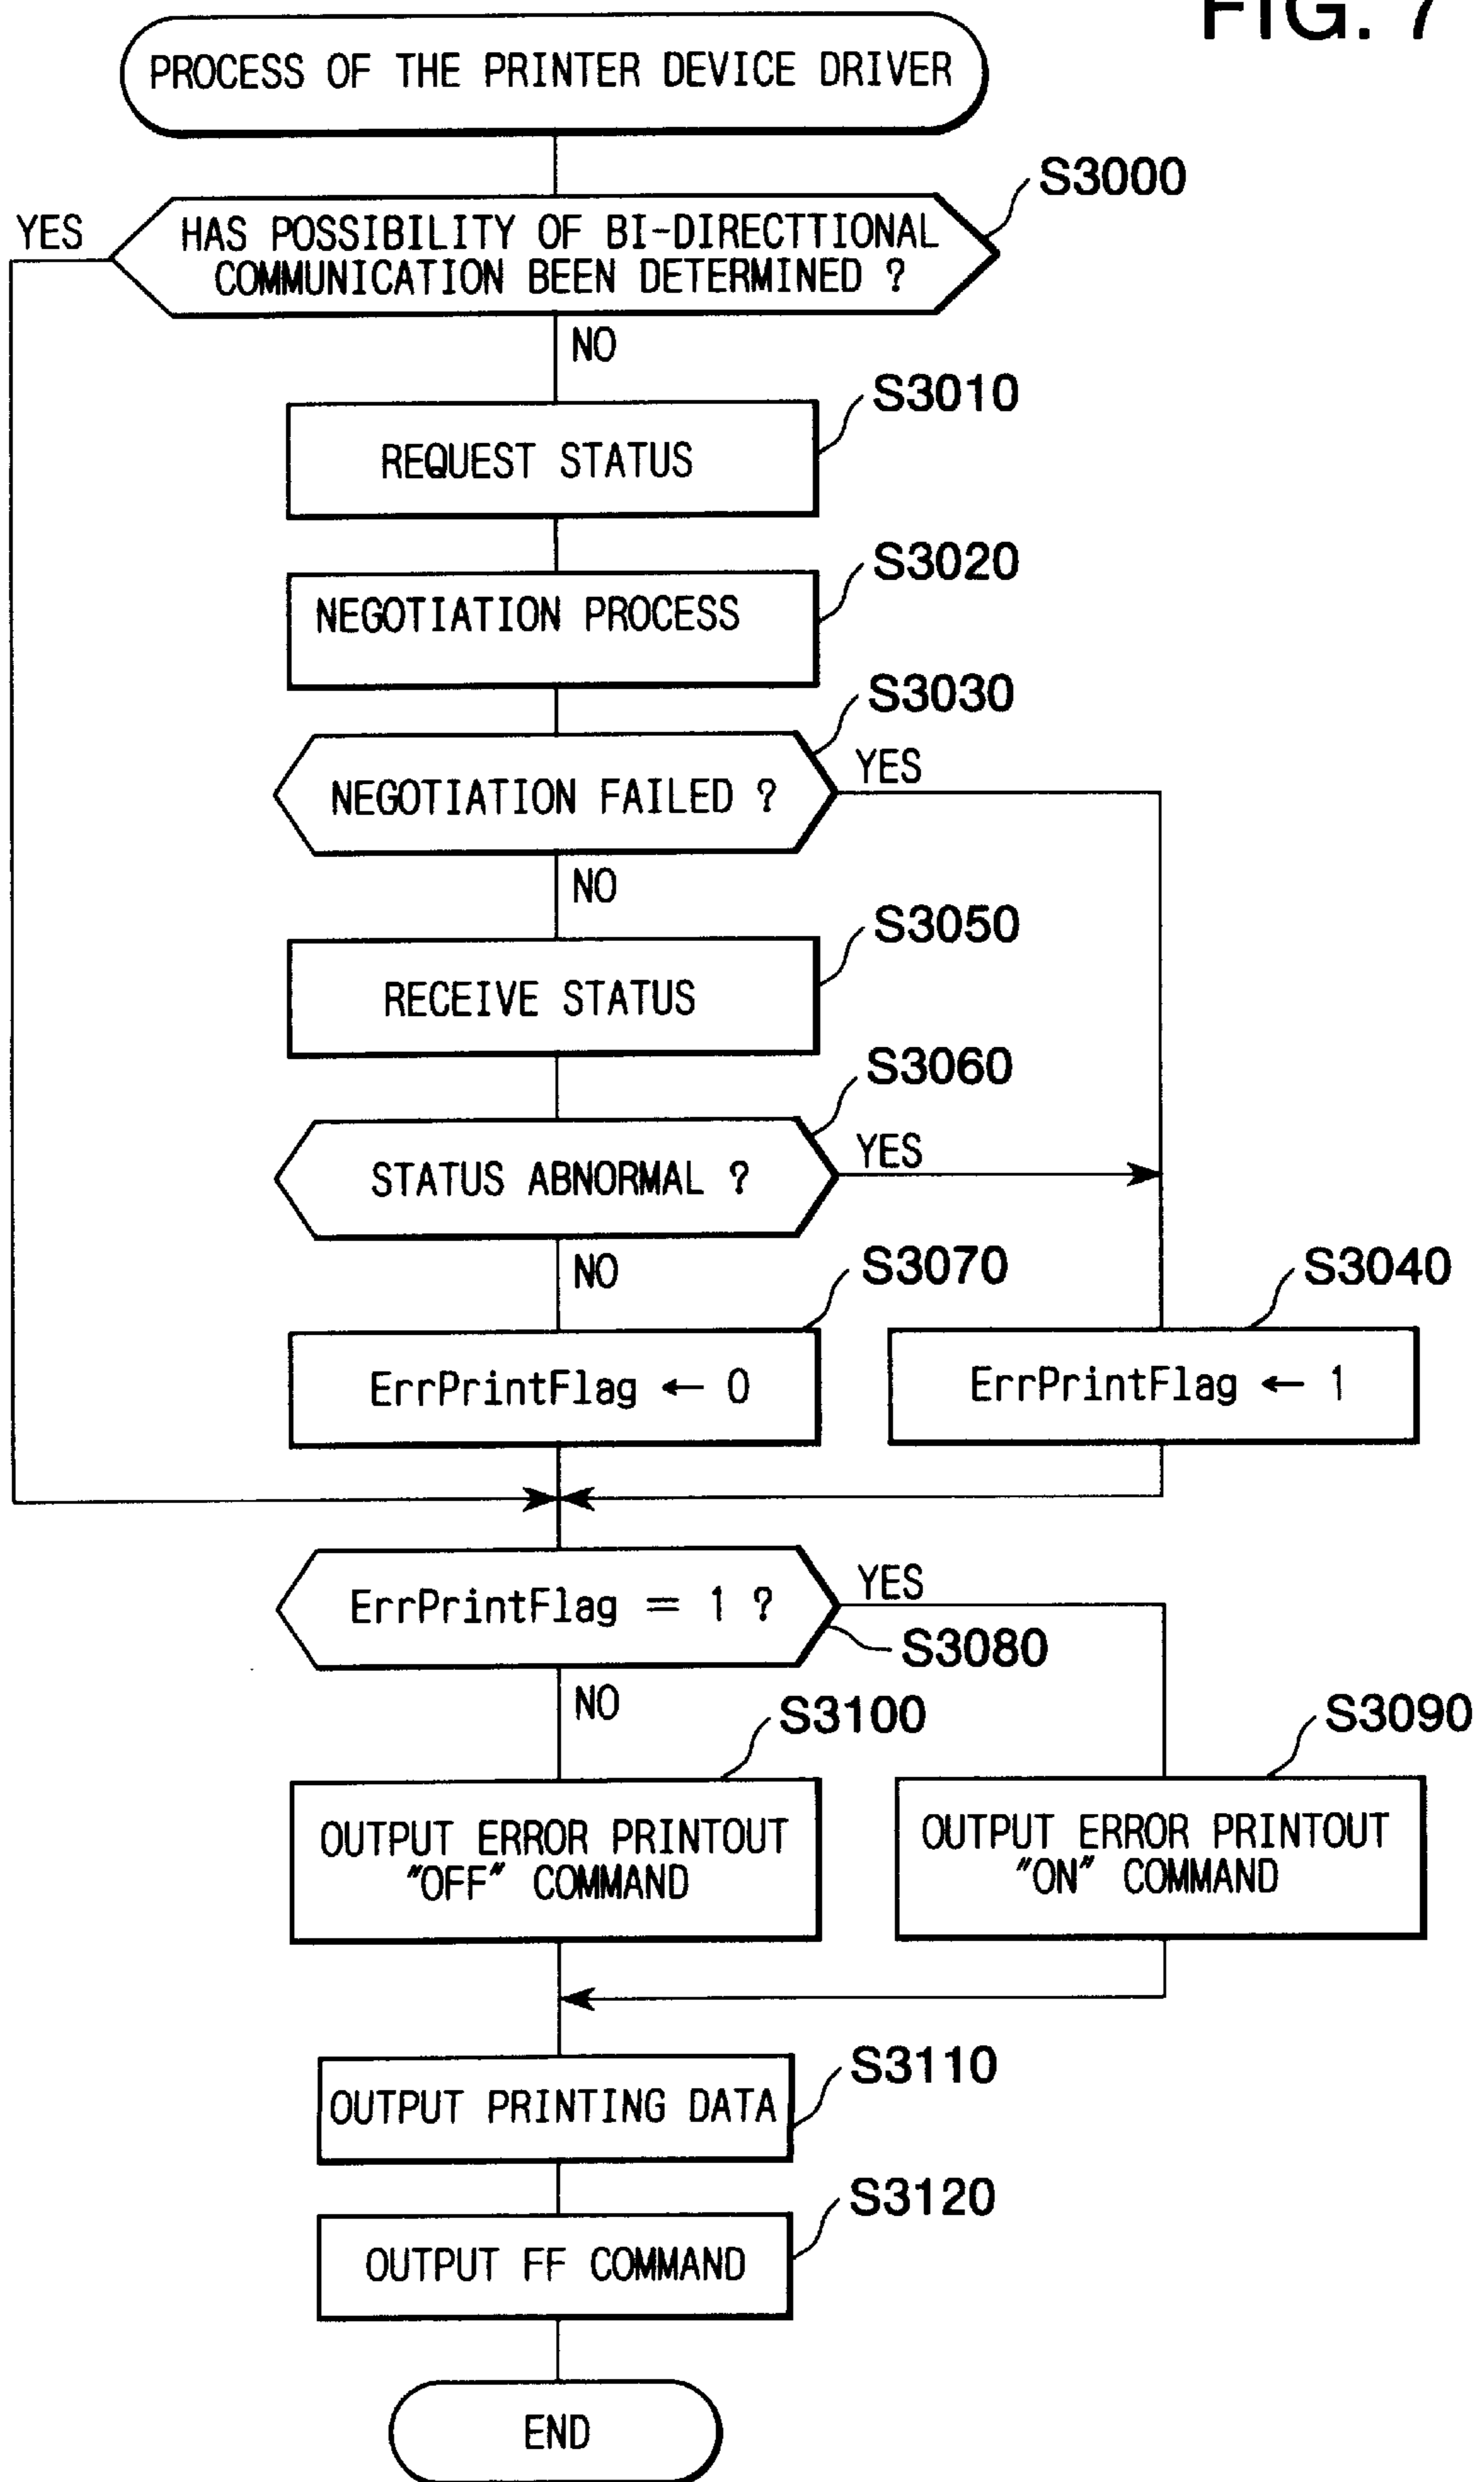 FIG. 7
PROCESS OF THE PRINTER DEVICE DRIVER
S3000
YES
HAS POSSIBILITY OF BI-DIRECTTIONAL
COMMUNICATION BEEN DETERMINED ?
NO
S3010
REQUEST STATUS
S3020
NEGOTIATION PROCESS
S3030
YES
NEGOTIATION FAILED ?
NO
S3050
RECEIVE STATUS
S3060
YES
STATUS ABNORMAL ?
NO
S3070
S3040
ErrPrintFlag ← 0
ErrPrintFlag ← 1
YES
ErrPrintFlag = 1 ?
S3080
NO
S3100
S3090
OUTPUT ERROR PRINTOUT
"OFF" COMMAND
OUTPUT ERROR PRINTOUT
"ON" COMMAND
S3110
OUTPUT PRINTING DATA
S3120
OUTPUT FF COMMAND
END